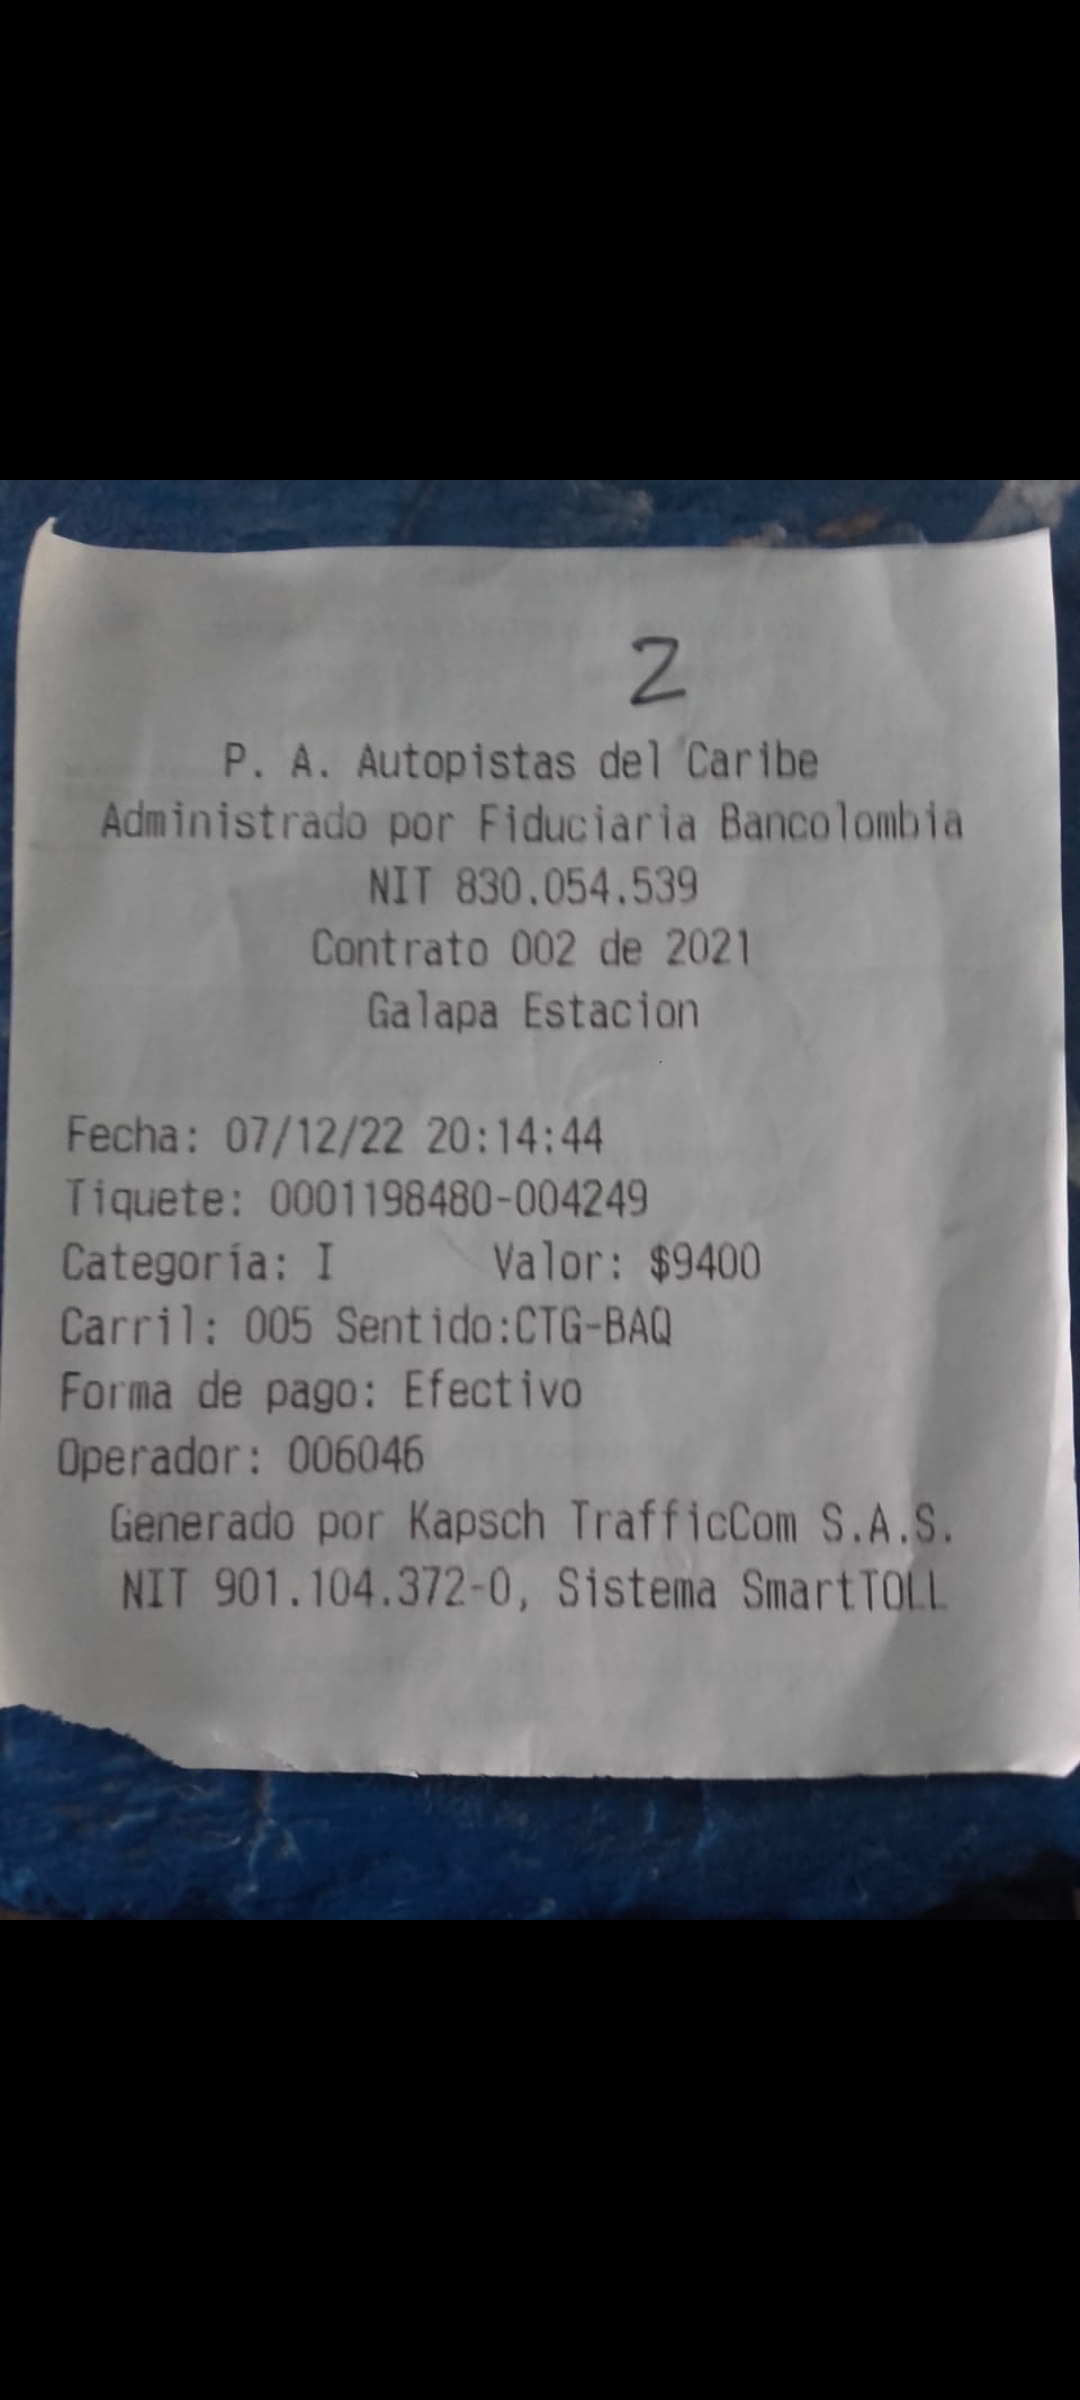 2
P. A. Autopistas del Caribe
Administrado por Fiduciaria Bancolombia
NIT 830.054.539
Contrato 002 de 2021
Galapa Estacion
Fecha: 07/12/22 20:14:44
Tiquete: 0001198480-004249
Categoría: I Valor: $9400
Carril: 005 Sentido:CTG-BAQ
Forma de pago: Efectivo
Operador: 006046
Generado por Kapsch TrafficCom S.A.S.
NIT 901.104.372-0, Sistema SmartTOLL